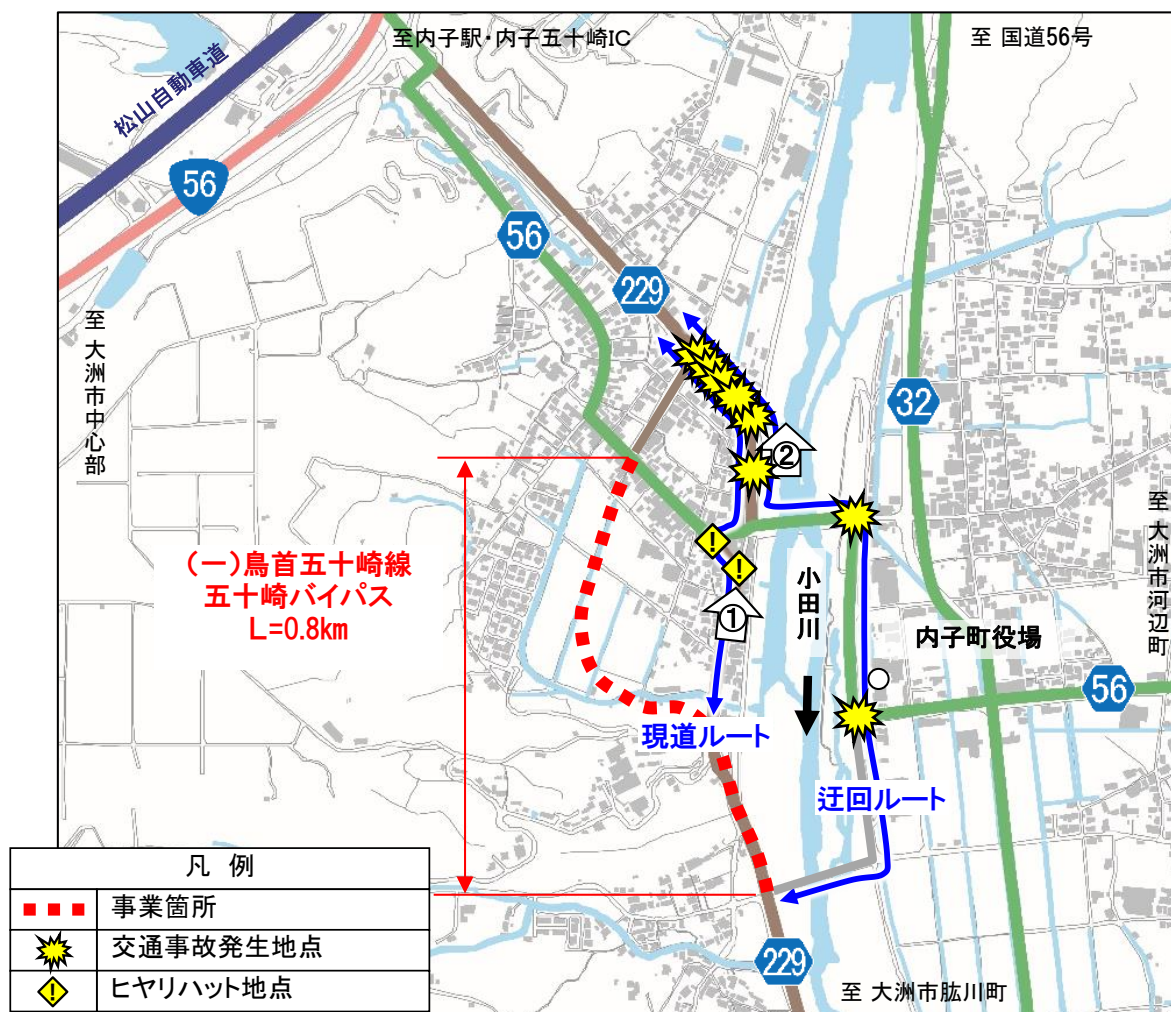 至内子駅・内子五十崎IC
至 国道56号
松山自動車道
56
56
229
至 大洲市中心部
32
②
至 大洲市河辺町
(一)鳥首五十崎線
五十崎バイパス
L=0.8km
!
!
小田川
①
内子町役場
56
現道ルート
迂回ルート
凡 例
事業箇所
交通事故発生地点
! ヒヤリハット地点
229
至 大洲市肱川町